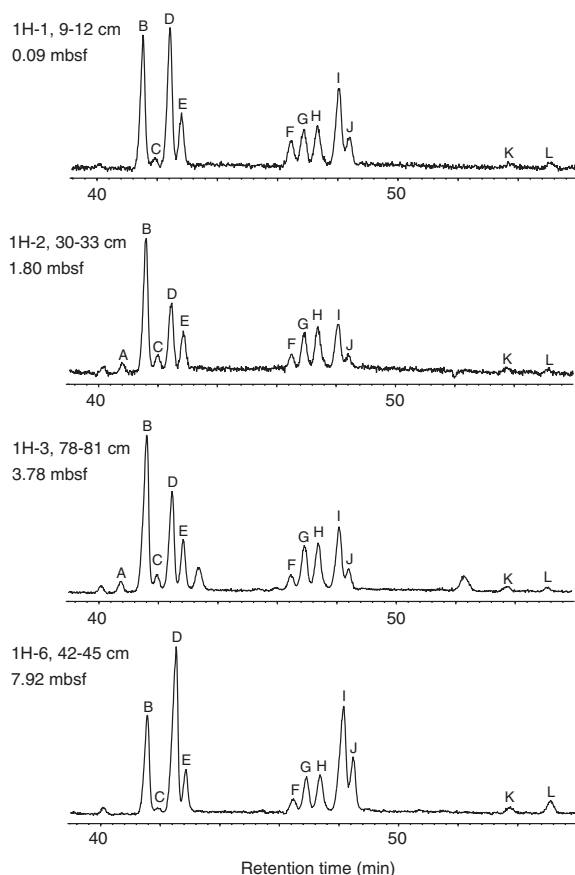 1H-1, 9-12 cm
0.09 mbsf
B
C
D
E
F
G
H
I
J
K
L
40
50
1H-2, 30-33 cm
1.80 mbsf
A
B
C
D
E
F
G
H
I
J
K
L
40
50
1H-3, 78-81 cm
3.78 mbsf
A
B
C
D
E
F
G
H
I
J
K
L
40
50
1H-6, 42-45 cm
7.92 mbsf
B
C
D
E
F
G
H
I
J
K
L
40
50
Retention time (min)